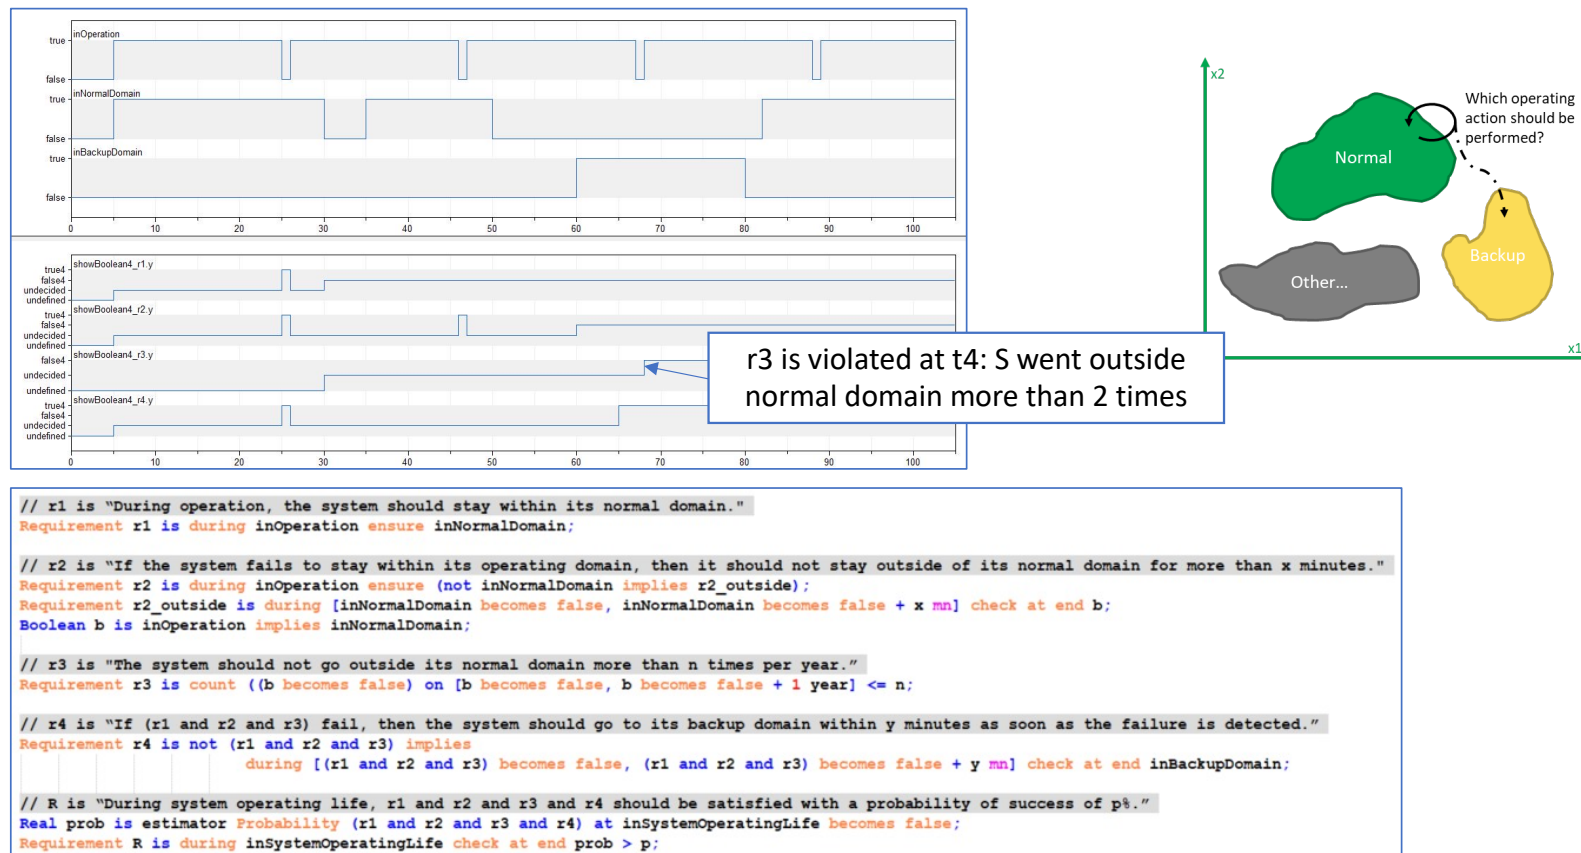 inOperation
true
false
inNormalDomain
true
false
inBackupDomain
true
false
0 10 20 30 40 50 60 70 80 90 100
showBoolean4_r1.y
true4
false4
undecided
undefined
showBoolean4_r2.y
true4
false4
undecided
undefined
showBoolean4_r3.y
false4
undecided
undefined
showBoolean4_r4.y
true4
false4
undecided
undefined
0 10 20 30 40 50 60 70 80 90 100
r3 is violated at t4: S went outside
normal domain more than 2 times
x2
Which operating
action should be
performed?
Normal
Backup
Other...
x1
// r1 is "During operation, the system should stay within its normal domain."
Requirement r1 is during inOperation ensure inNormalDomain;
// r2 is "If the system fails to stay within its operating domain, then it should not stay outside of its normal domain for more than x minutes."
Requirement r2 is during inOperation ensure (not inNormalDomain implies r2_outside);
Requirement r2_outside is during [inNormalDomain becomes false, inNormalDomain becomes false + x mn] check at end b;
Boolean b is inOperation implies inNormalDomain;
// r3 is "The system should not go outside its normal domain more than n times per year."
Requirement r3 is count ((b becomes false) on [b becomes false, b becomes false + 1 year] <= n;
// r4 is "If (r1 and r2 and r3) fail, then the system should go to its backup domain within y minutes as soon as the failure is detected."
Requirement r4 is not (r1 and r2 and r3) implies
during [(r1 and r2 and r3) becomes false, (r1 and r2 and r3) becomes false + y mn] check at end inBackupDomain;
// R is "During system operating life, r1 and r2 and r3 and r4 should be satisfied with a probability of success of p%."
Real prob is estimator Probability (r1 and r2 and r3 and r4) at inSystemOperatingLife becomes false;
Requirement R is during inSystemOperatingLife check at end prob > p;